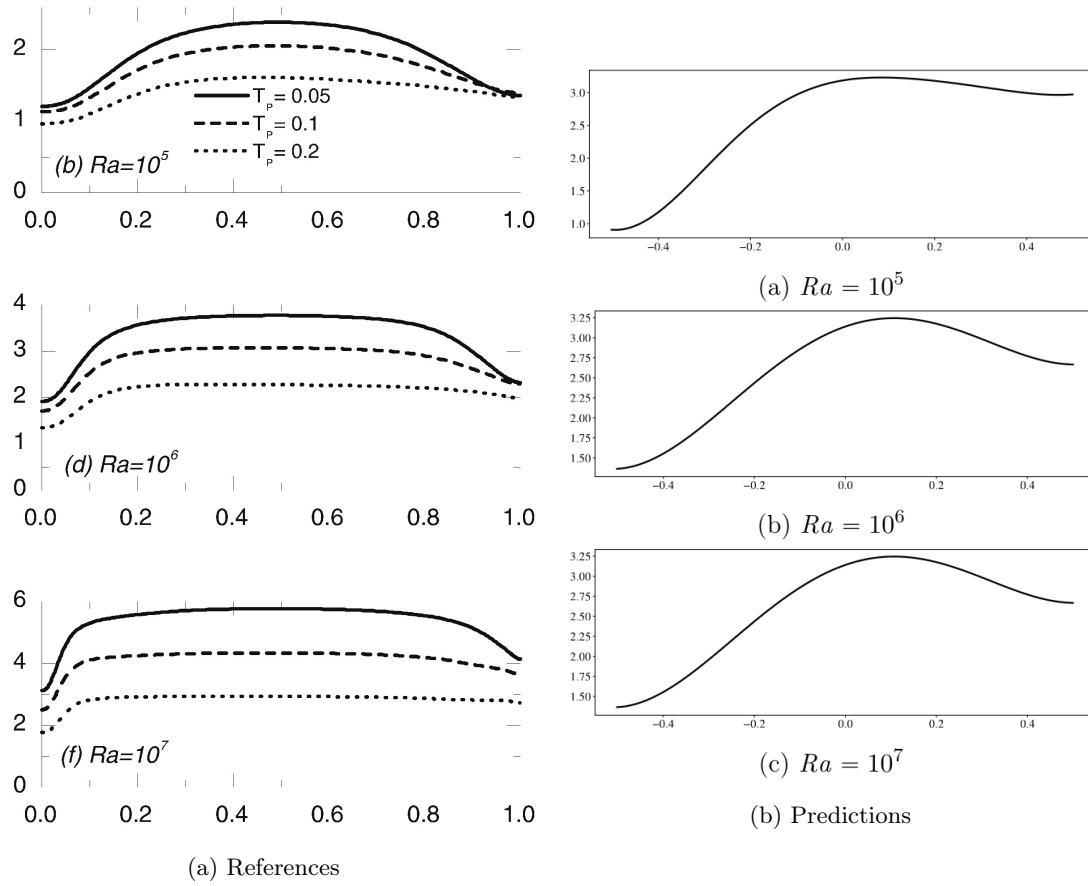 2
1
0
T_P= 0.05
T_P= 0.1
T_P= 0.2
(b) Ra=10^5
0.0 0.2 0.4 0.6 0.8 1.0
4
3
2
1
0
(d) Ra=10^6
0.0 0.2 0.4 0.6 0.8 1.0
6
4
2
0
(f) Ra=10^7
0.0 0.2 0.4 0.6 0.8 1.0
(a) References
3.0
2.5
2.0
1.5
1.0
−0.4 −0.2 0.0 0.2 0.4
(a) Ra = 10^5
3.25
3.00
2.75
2.50
2.25
2.00
1.75
1.50
−0.4 −0.2 0.0 0.2 0.4
(b) Ra = 10^6
3.25
3.00
2.75
2.50
2.25
2.00
1.75
1.50
−0.4 −0.2 0.0 0.2 0.4
(c) Ra = 10^7
(b) Predictions